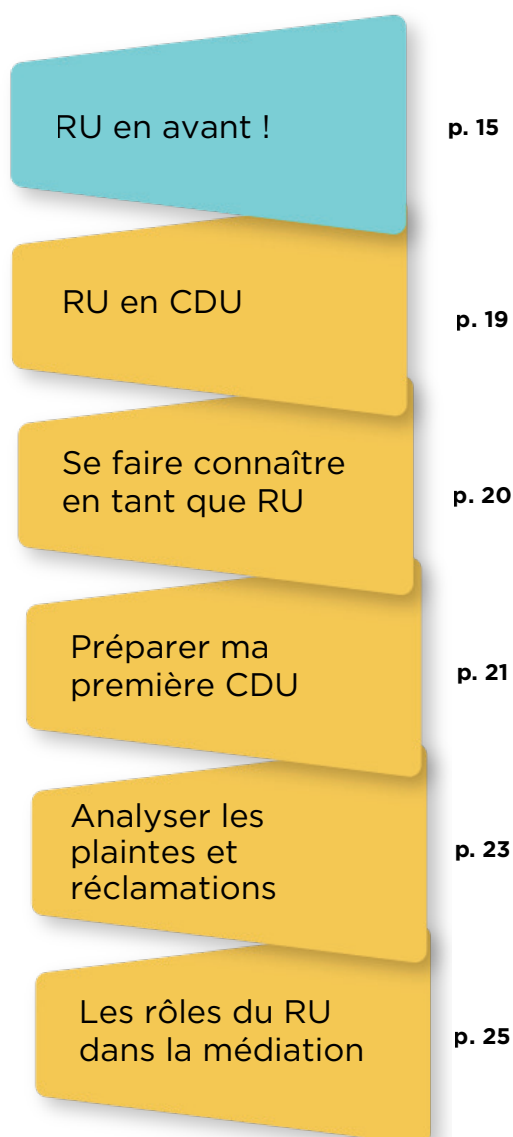 RU en avant !
p. 15
RU en CDU
p. 19
Se faire connaître
en tant que RU
p. 20
Préparer ma
première CDU
p. 21
Analyser les
plaintes et
réclamations
p. 23
Les rôles du RU
dans la médiation
p. 25